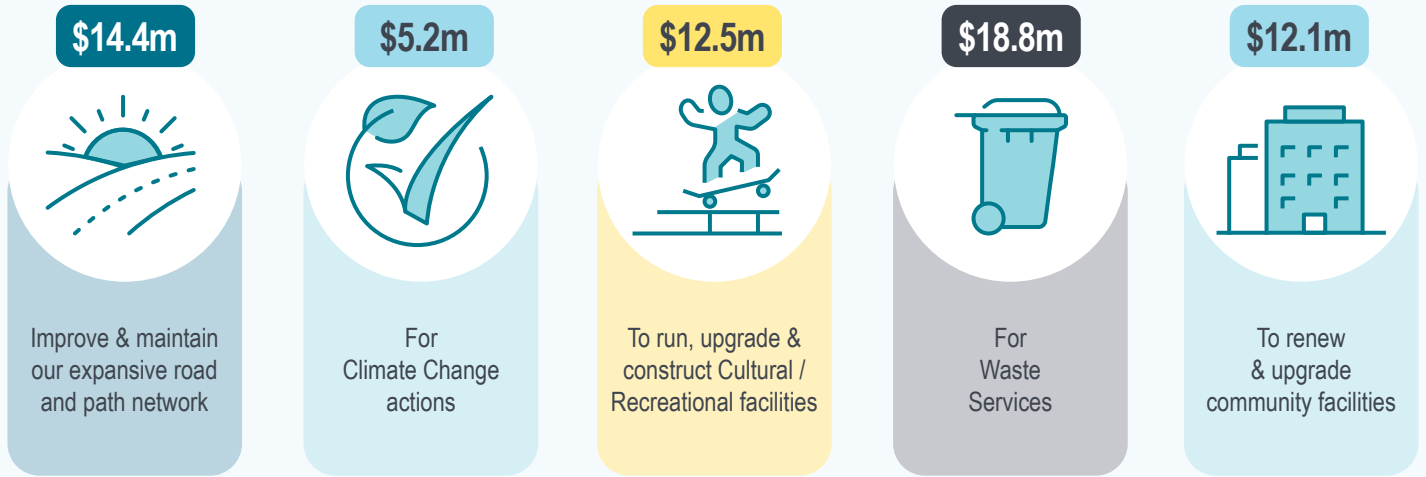 $14.4m
Improve & maintain
our expansive road
and path network
$5.2m
For
Climate Change
actions
$12.5m
To run, upgrade &
construct Cultural /
Recreational facilities
$18.8m
For
Waste
Services
$12.1m
To renew
& upgrade
community facilities